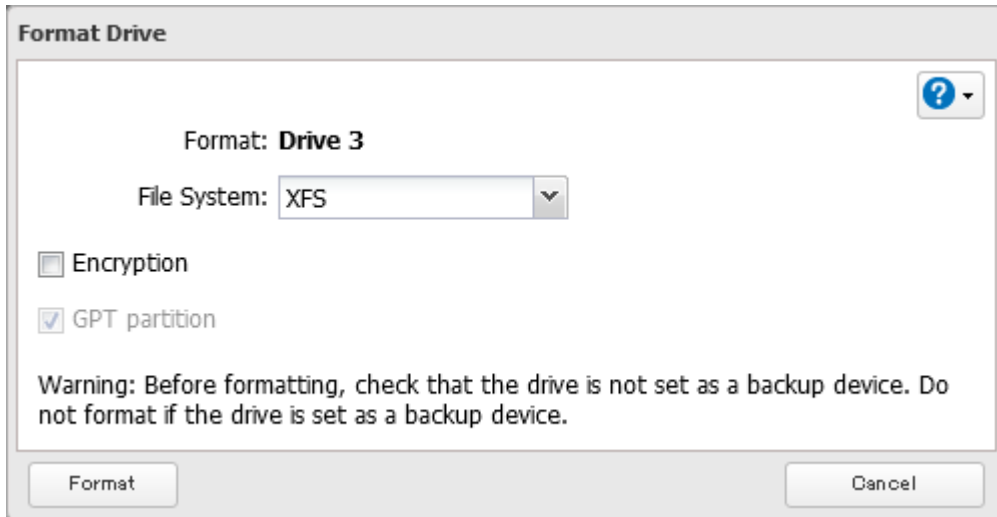 Format Drive
?
Format: Drive 3
File System: XFS
Encryption
GPT partition
Warning: Before formatting, check that the drive is not set as a backup device. Do
not format if the drive is set as a backup device.
Format Cancel